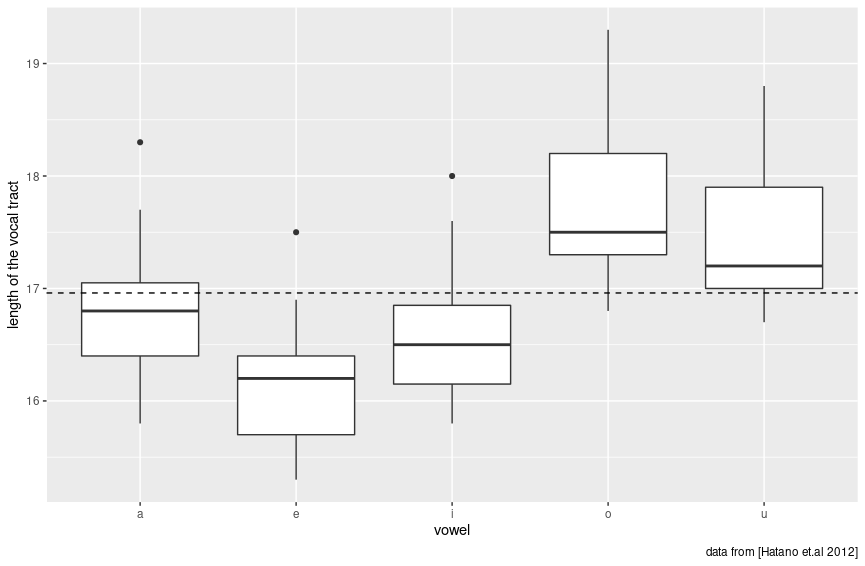 length of the vocal tract
19
18
17
16
a e i o u
vowel
data from [Hatano et.al 2012]